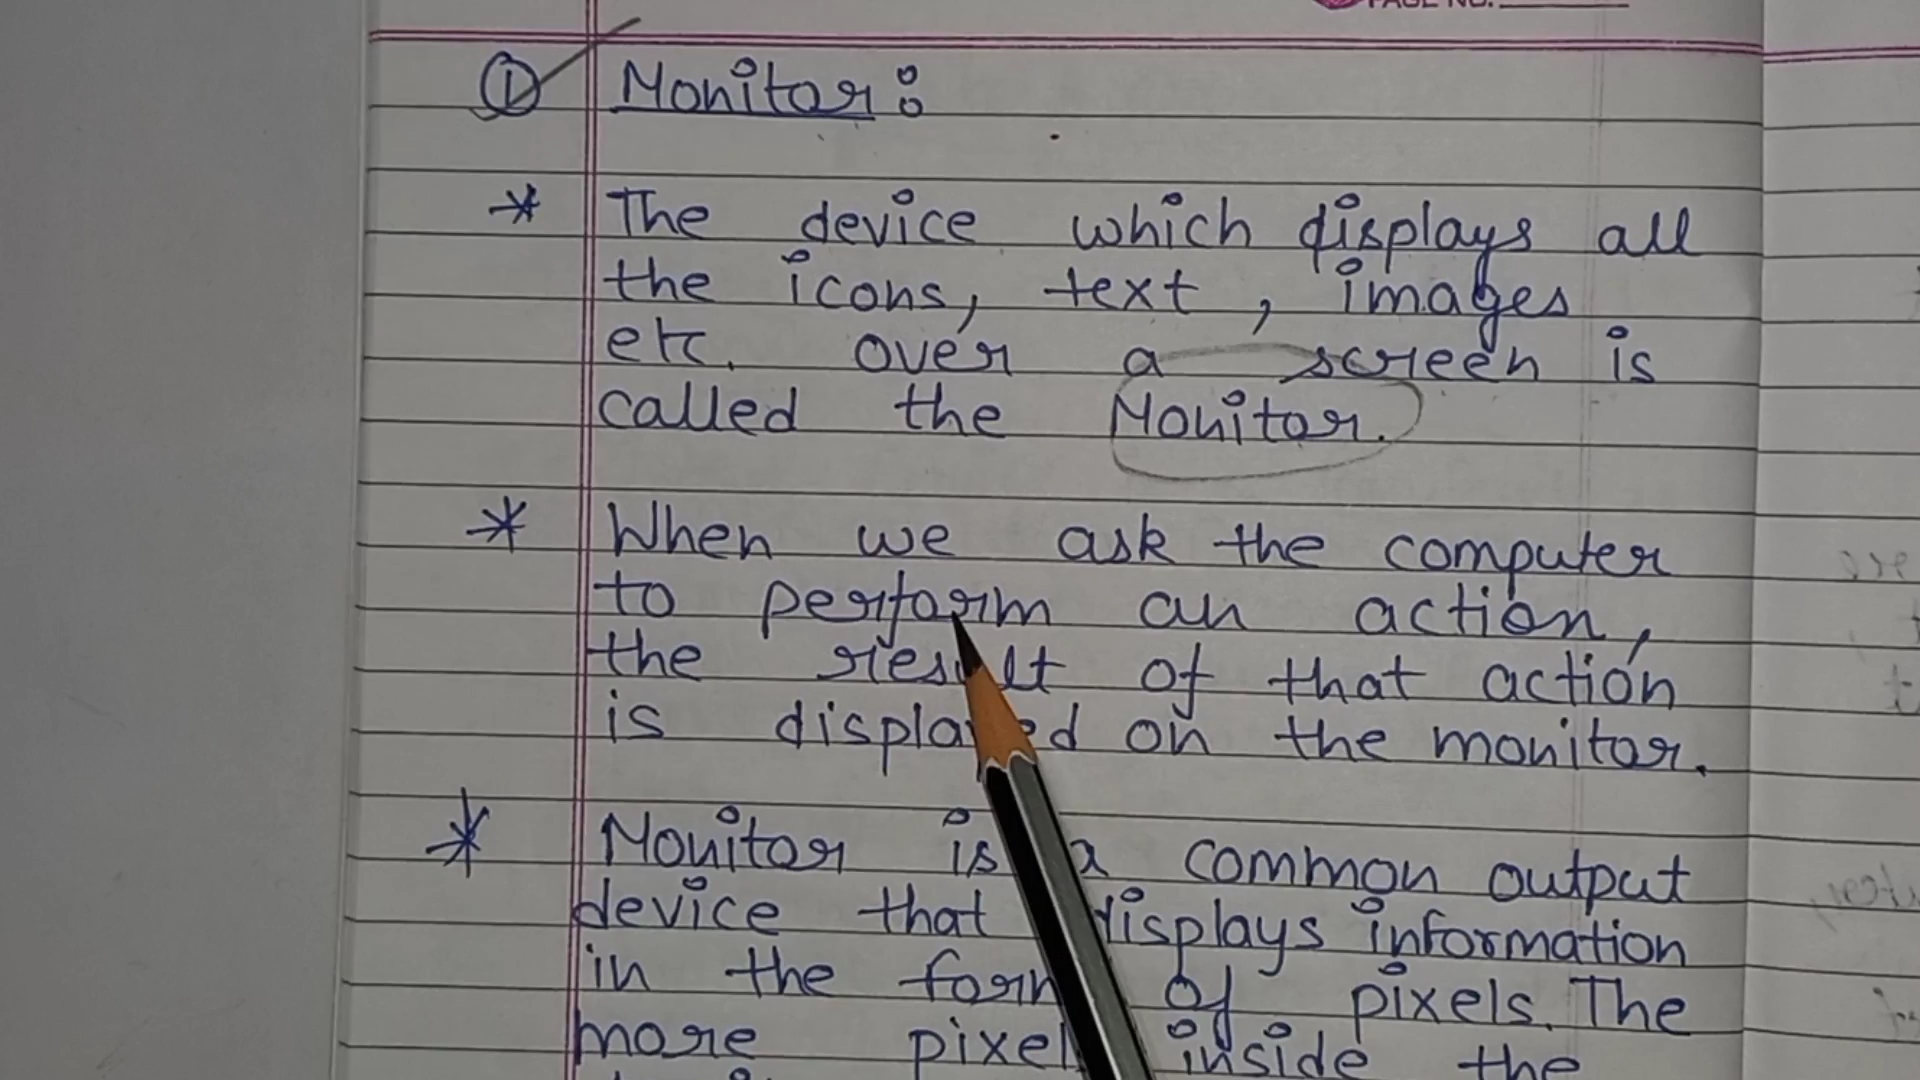 PAGE NO.
① Monitor:
* The device which displays all
the icons, text, images
etc. over a screen is
called the Monitor.
* When we ask the computer
to perform an action,
the result of that action
is displayed on the monitor.
* Monitor is a common output
device that displays information
in the form of pixels. The
more pixel inside the